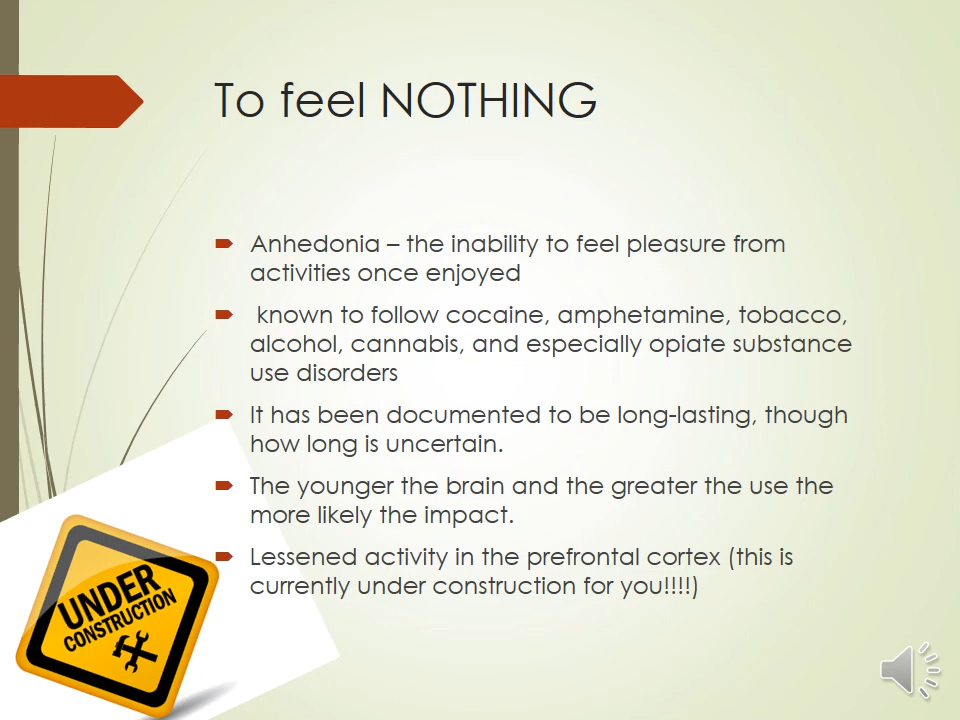 To feel NOTHING
Anhedonia – the inability to feel pleasure from
activities once enjoyed
known to follow cocaine, amphetamine, tobacco,
alcohol, cannabis, and especially opiate substance
use disorders
It has been documented to be long-lasting, though
how long is uncertain.
The younger the brain and the greater the use the
more likely the impact.
Lessened activity in the prefrontal cortex (this is
currently under construction for you!!!!)
UNDER
CONSTRUCTION